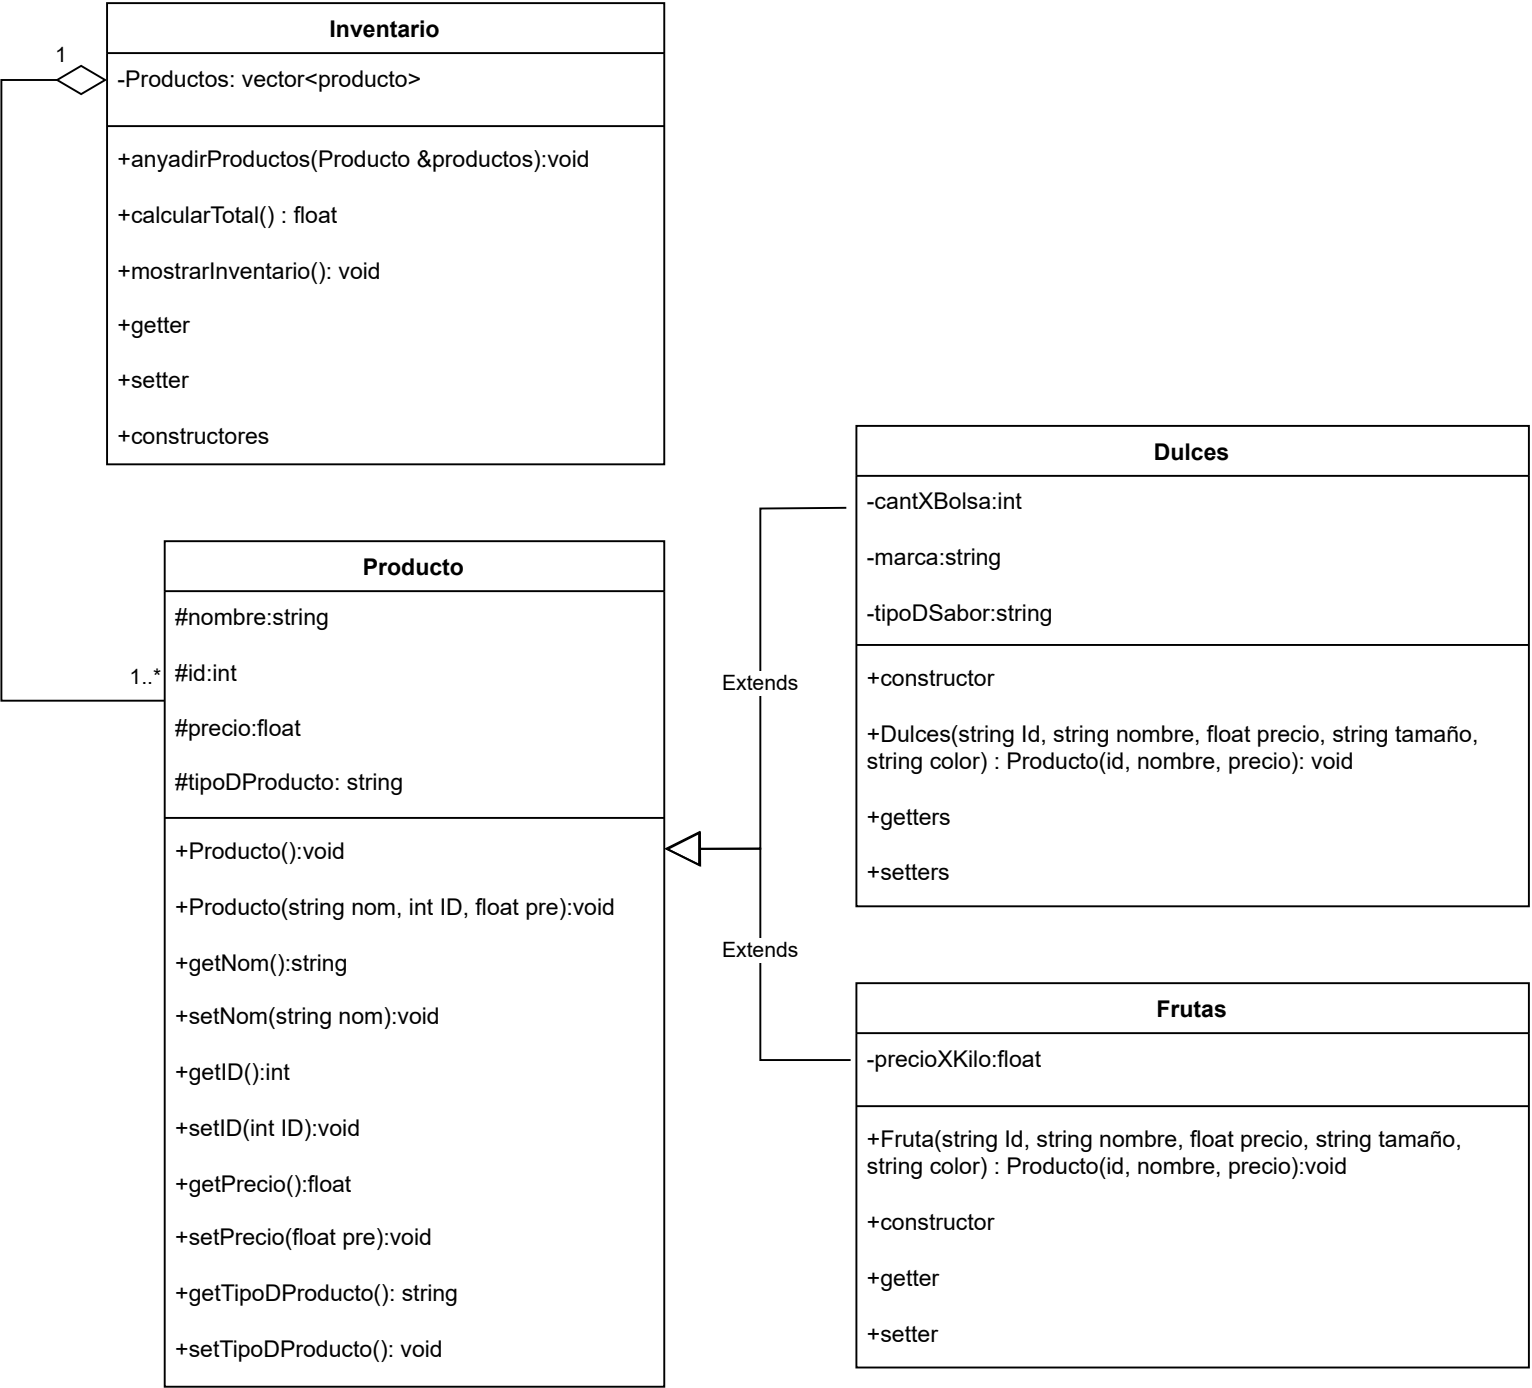 Inventario
1
-Productos: vector<producto>
+anyadirProductos(Producto &productos):void
+calcularTotal() : float
+mostrarInventario(): void
+getter
+setter
+constructores
Producto
1..*
#nombre:string
#id:int
#precio:float
#tipoDProducto: string
+Producto():void
+Producto(string nom, int ID, float pre):void
+getNom():string
+setNom(string nom):void
+getID():int
+setID(int ID):void
+getPrecio():float
+setPrecio(float pre):void
+getTipoDProducto(): string
+setTipoDProducto(): void
Extends
Extends
Dulces
-cantXBolsa:int
-marca:string
-tipoDSabor:string
+constructor
+Dulces(string Id, string nombre, float precio, string tamaño,
string color) : Producto(id, nombre, precio): void
+getters
+setters
Frutas
-precioXKilo:float
+Fruta(string Id, string nombre, float precio, string tamaño,
string color) : Producto(id, nombre, precio):void
+constructor
+getter
+setter